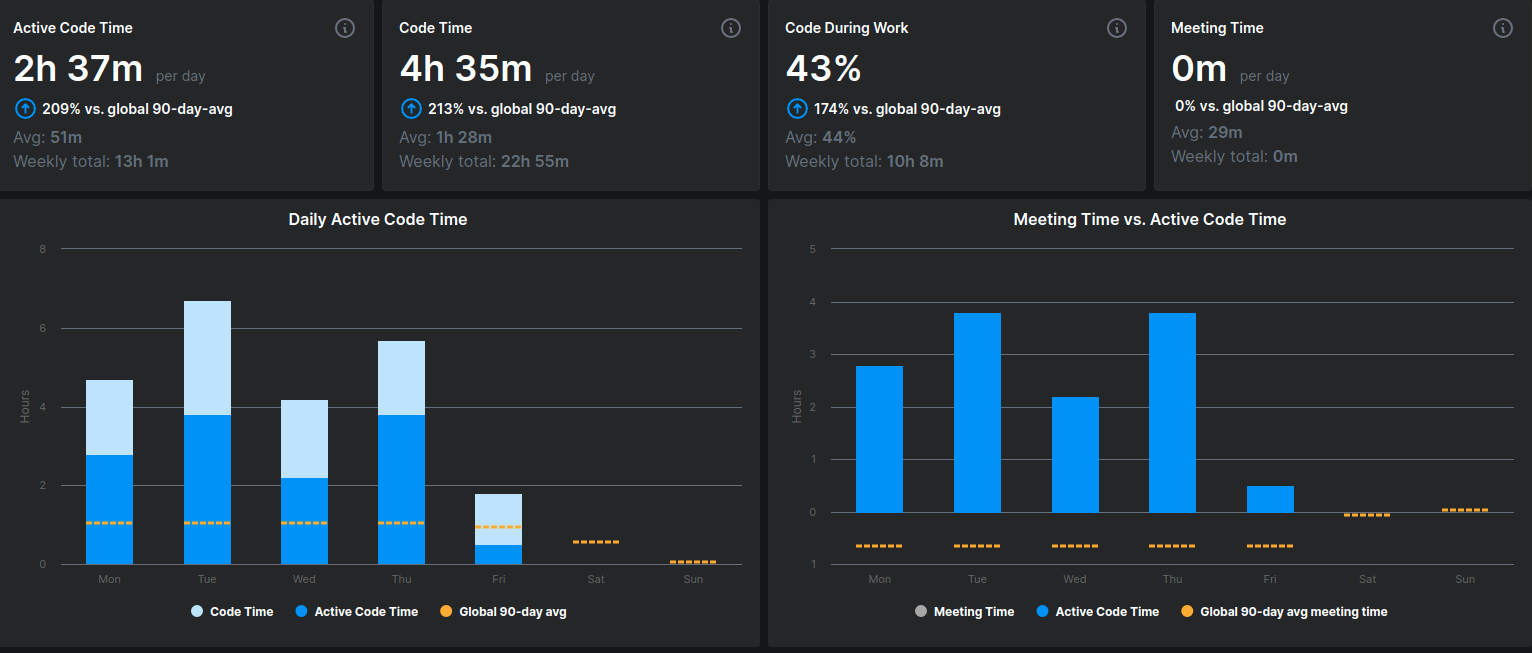 Active Code Time
2h 37m per day
209% vs. global 90-day-avg
Avg: 51m
Weekly total: 13h 1m
Code Time
4h 35m per day
213% vs. global 90-day-avg
Avg: 1h 28m
Weekly total: 22h 55m
Code During Work
43%
174% vs. global 90-day-avg
Avg: 44%
Weekly total: 10h 8m
Meeting Time
0m per day
0% vs. global 90-day-avg
Avg: 29m
Weekly total: 0m
Daily Active Code Time
8
6
4
2
0
Hours
Mon Tue Wed Thu Fri Sat Sun
Code Time Active Code Time Global 90-day avg
Meeting Time vs. Active Code Time
5
4
3
2
1
0
1
Hours
Mon Tue Wed Thu Fri Sat Sun
Meeting Time Active Code Time Global 90-day avg meeting time